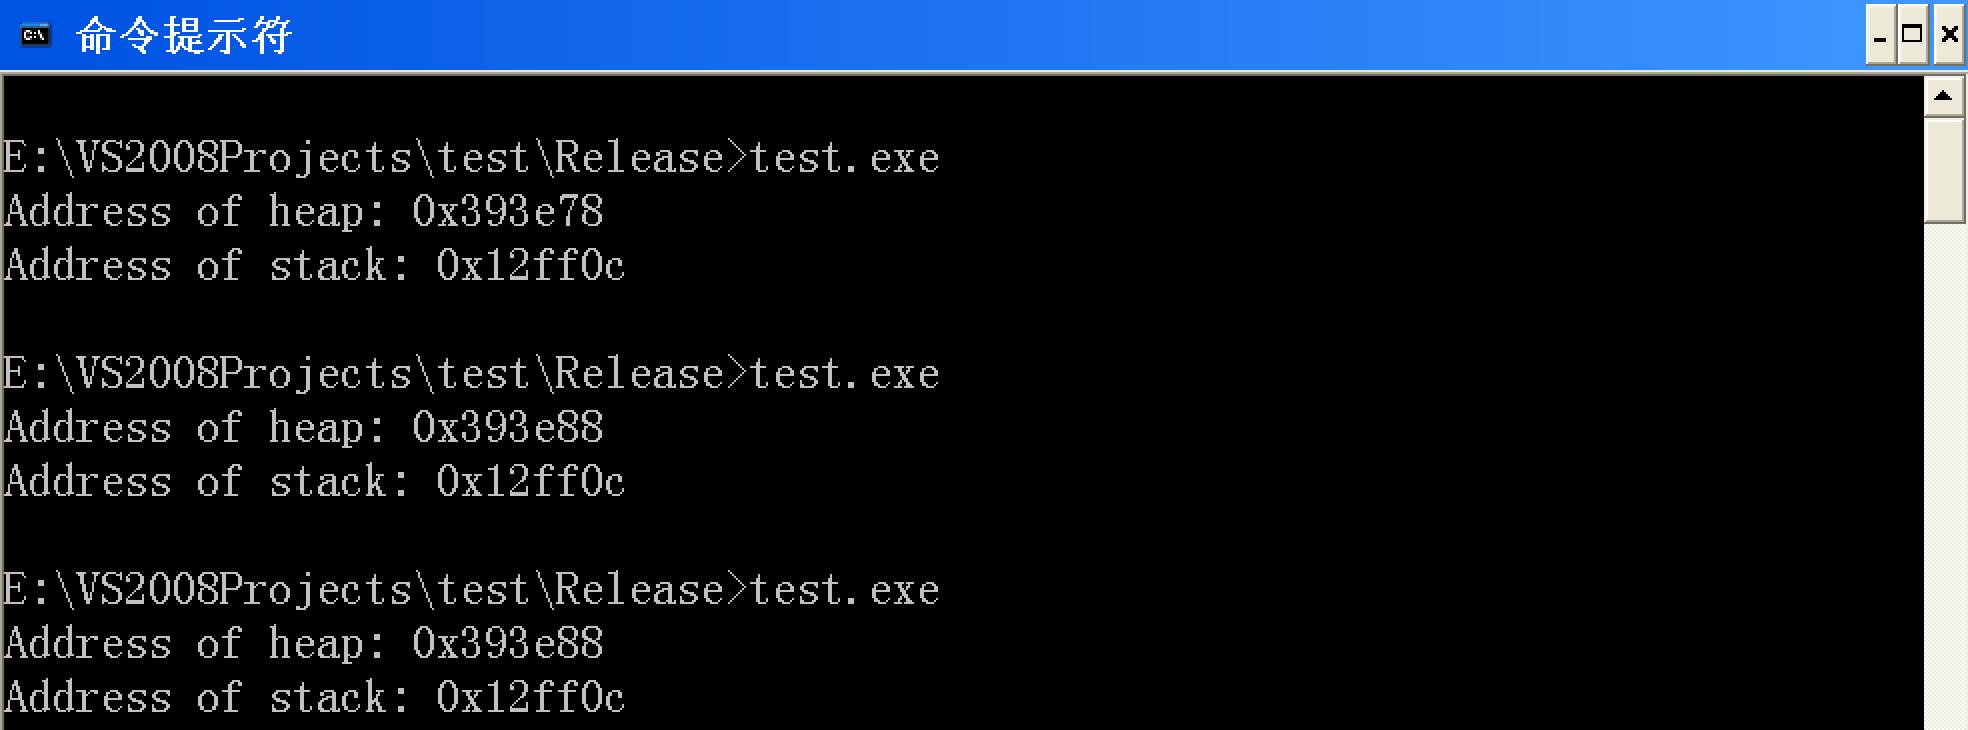 命令提示符
E:\VS2008Projects\test\Release>test.exe
Address of heap: 0x393e78
Address of stack: 0x12ff0c
E:\VS2008Projects\test\Release>test.exe
Address of heap: 0x393e88
Address of stack: 0x12ff0c
E:\VS2008Projects\test\Release>test.exe
Address of heap: 0x393e88
Address of stack: 0x12ff0c